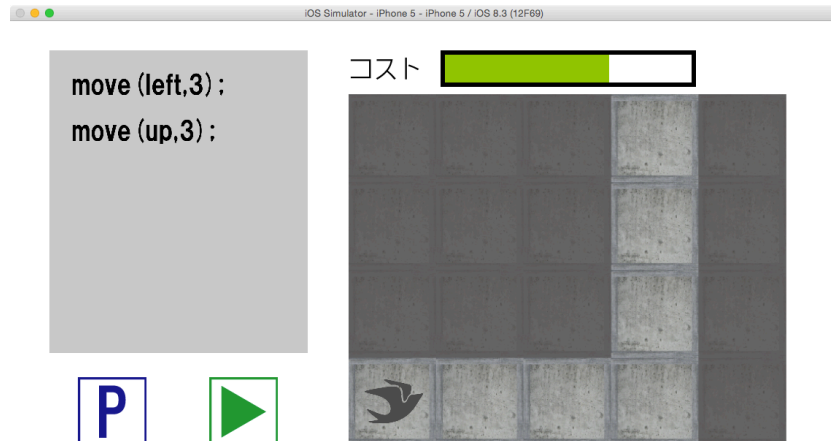 iOS Simulator - iPhone 5 - iPhone 5 / iOS 8.3 (12F69)
move (left,3) ;
move (up,3) ;
コスト
P